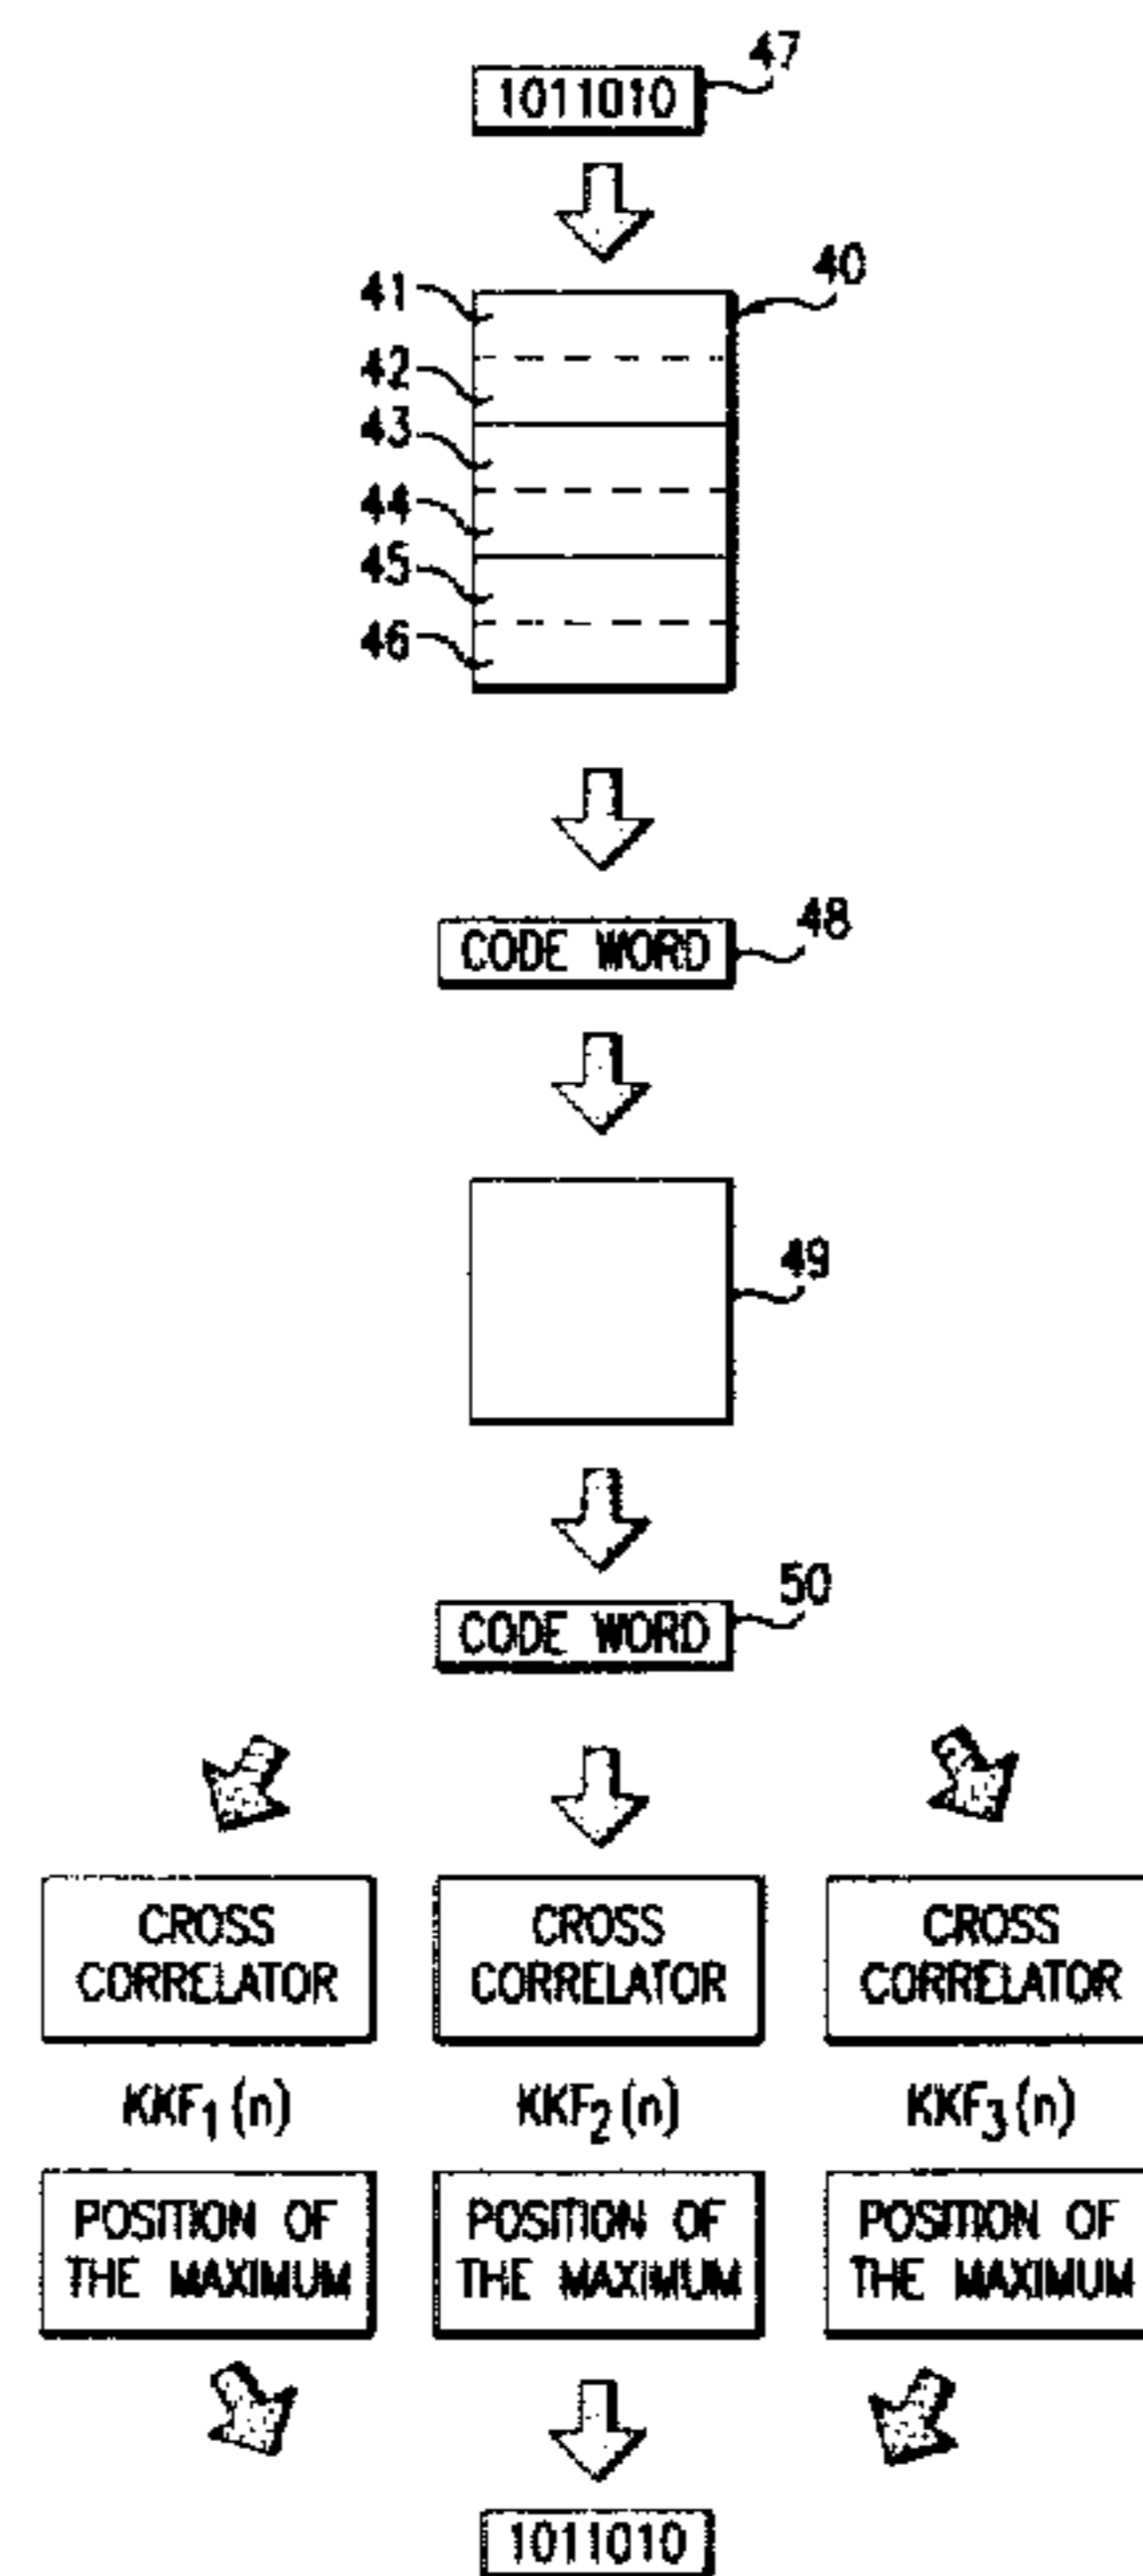 47
1011010
40
41
42
43
44
45
46
48
CODE WORD
49
50
CODE WORD
CROSS CORRELATOR
CROSS CORRELATOR
CROSS CORRELATOR
KKF1(n)
KKF2(n)
KKF3(n)
POSITION OF THE MAXIMUM
POSITION OF THE MAXIMUM
POSITION OF THE MAXIMUM
1011010